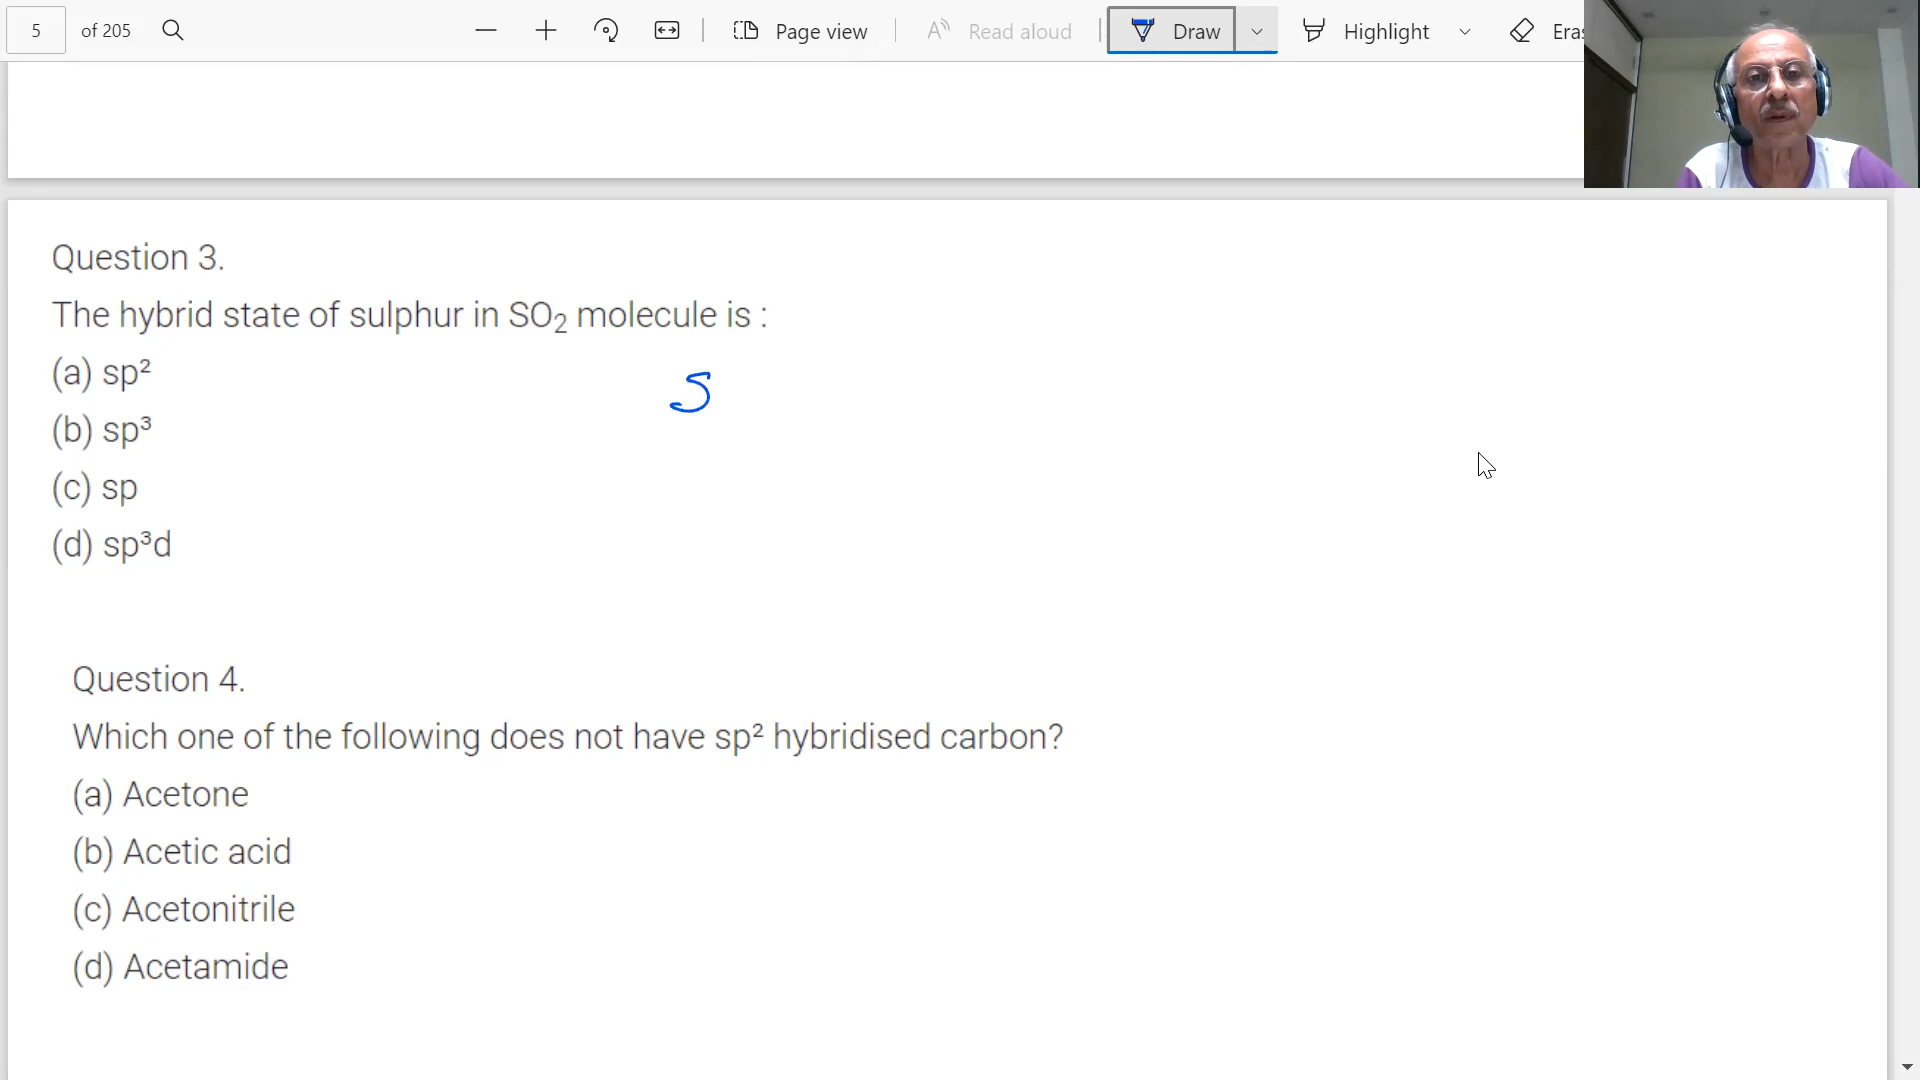 5 of 205 Page view Read aloud Draw Highlight Eras
Question 3.
The hybrid state of sulphur in SO₂ molecule is :
(a) sp²
(b) sp³
(c) sp
(d) sp³d
S
Question 4.
Which one of the following does not have sp² hybridised carbon?
(a) Acetone
(b) Acetic acid
(c) Acetonitrile
(d) Acetamide